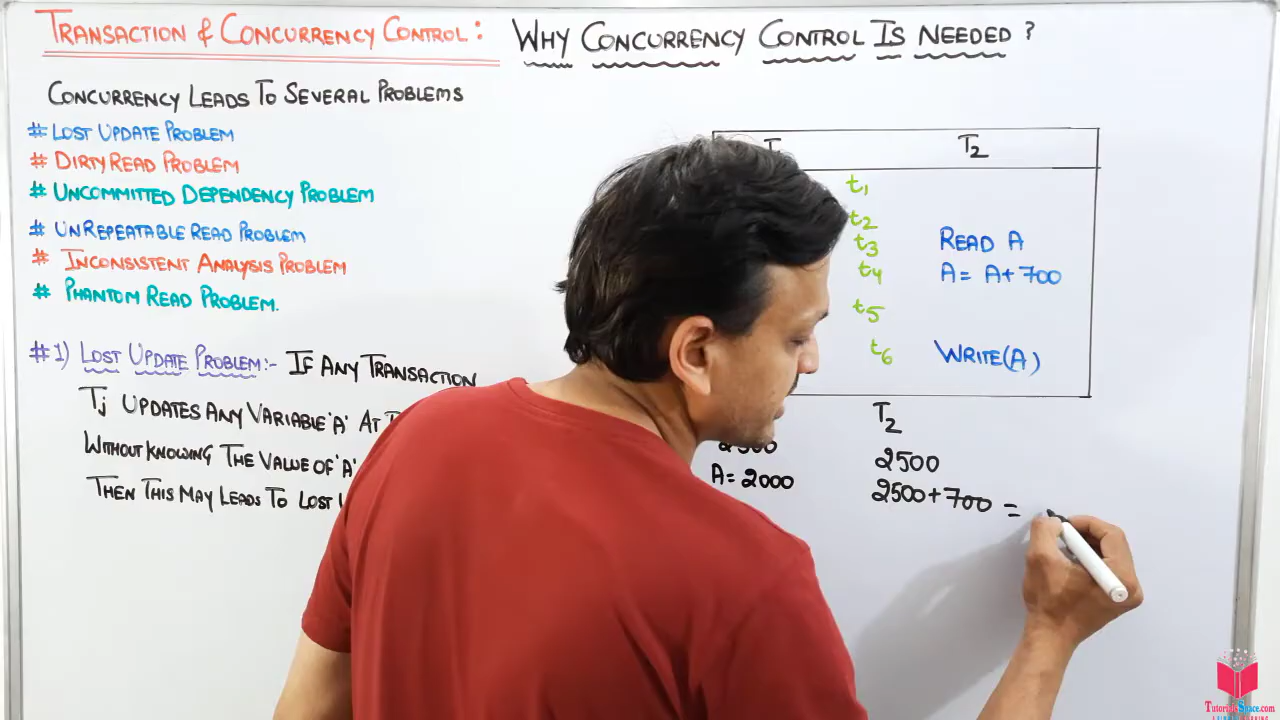 TRANSACTION & CONCURRENCY CONTROL: WHY CONCURRENCY CONTROL IS NEEDED?
CONCURRENCY LEADS TO SEVERAL PROBLEMS
# LOST UPDATE PROBLEM
# DIRTY READ PROBLEM
# UNCOMMITTED DEPENDENCY PROBLEM
# UNREPEATABLE READ PROBLEM
# INCONSISTENT ANALYSIS PROBLEM
# PHANTOM READ PROBLEM.
#1) LOST UPDATE PROBLEM:- IF ANY TRANSACTION
Tj UPDATES ANY VARIABLE 'A' AT
WITHOUT KNOWING THE VALUE OF 'A'
THEN THIS MAY LEADS TO LOST
T2
t1
t2
t3 READ A
t4 A= A+700
t5
t6 WRITE(A)
T2
2500 2500
A= 2000 2500+700 =
TutorialsSpace.com